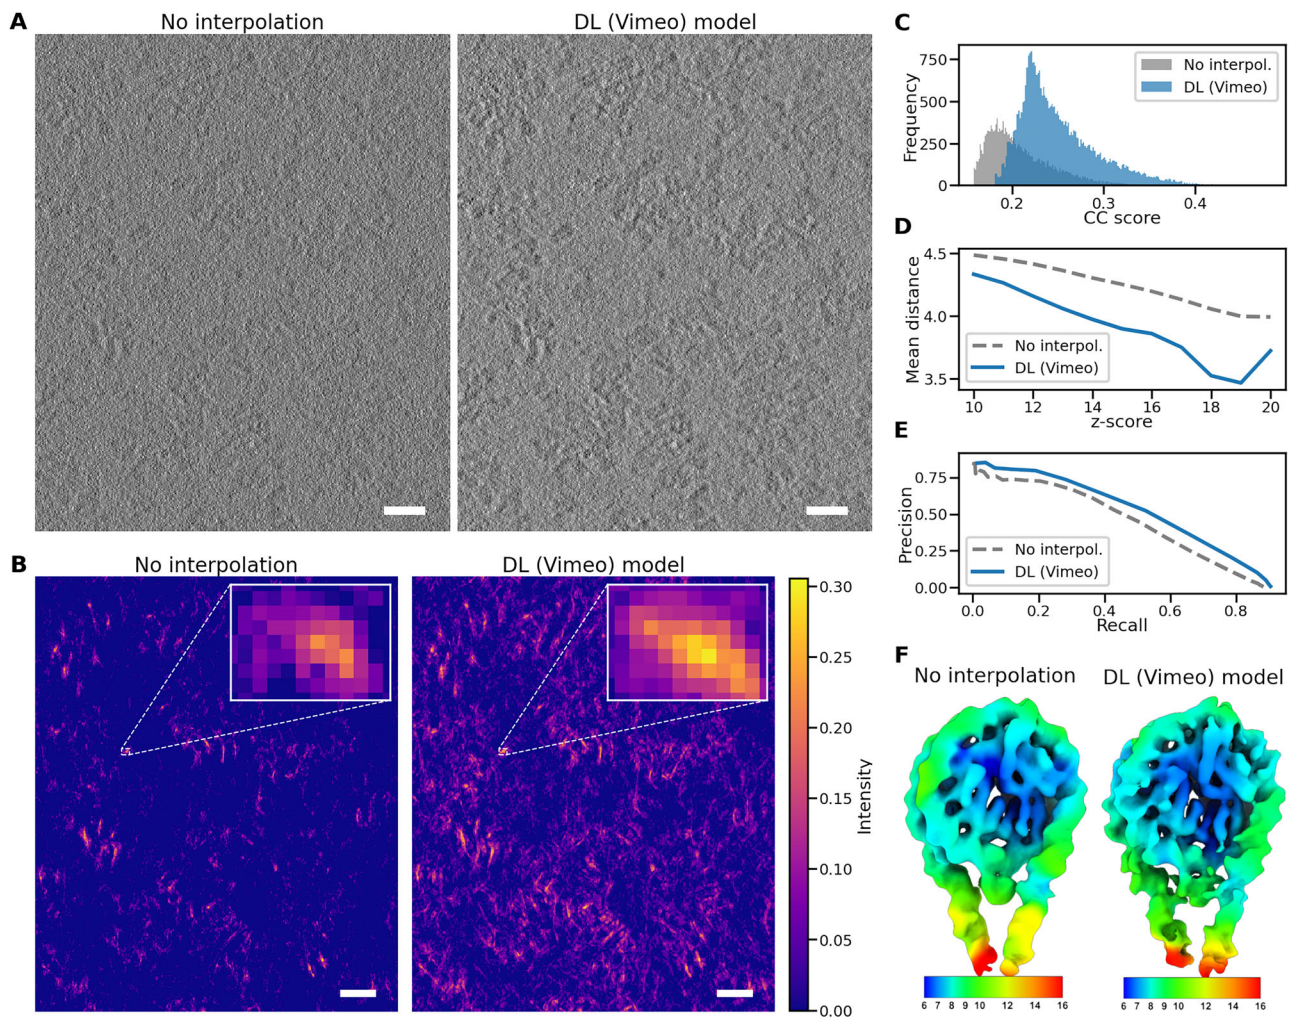 A
No interpolation
DL (Vimeo) model
B
No interpolation
DL (Vimeo) model
0.30
0.25
0.20
0.15
0.10
0.05
0.00
Intensity
C
750
500
250
0
Frequency
No interpol.
DL (Vimeo)
0.2 0.3 0.4
CC score
D
4.5
4.0
3.5
Mean distance
No interpol.
DL (Vimeo)
10 12 14 16 18 20
z-score
E
0.75
0.50
0.25
0.00
Precision
No interpol.
DL (Vimeo)
0.0 0.2 0.4 0.6 0.8
Recall
F
No interpolation
DL (Vimeo) model
6 7 8 9 10 12 14 16
6 7 8 9 10 12 14 16